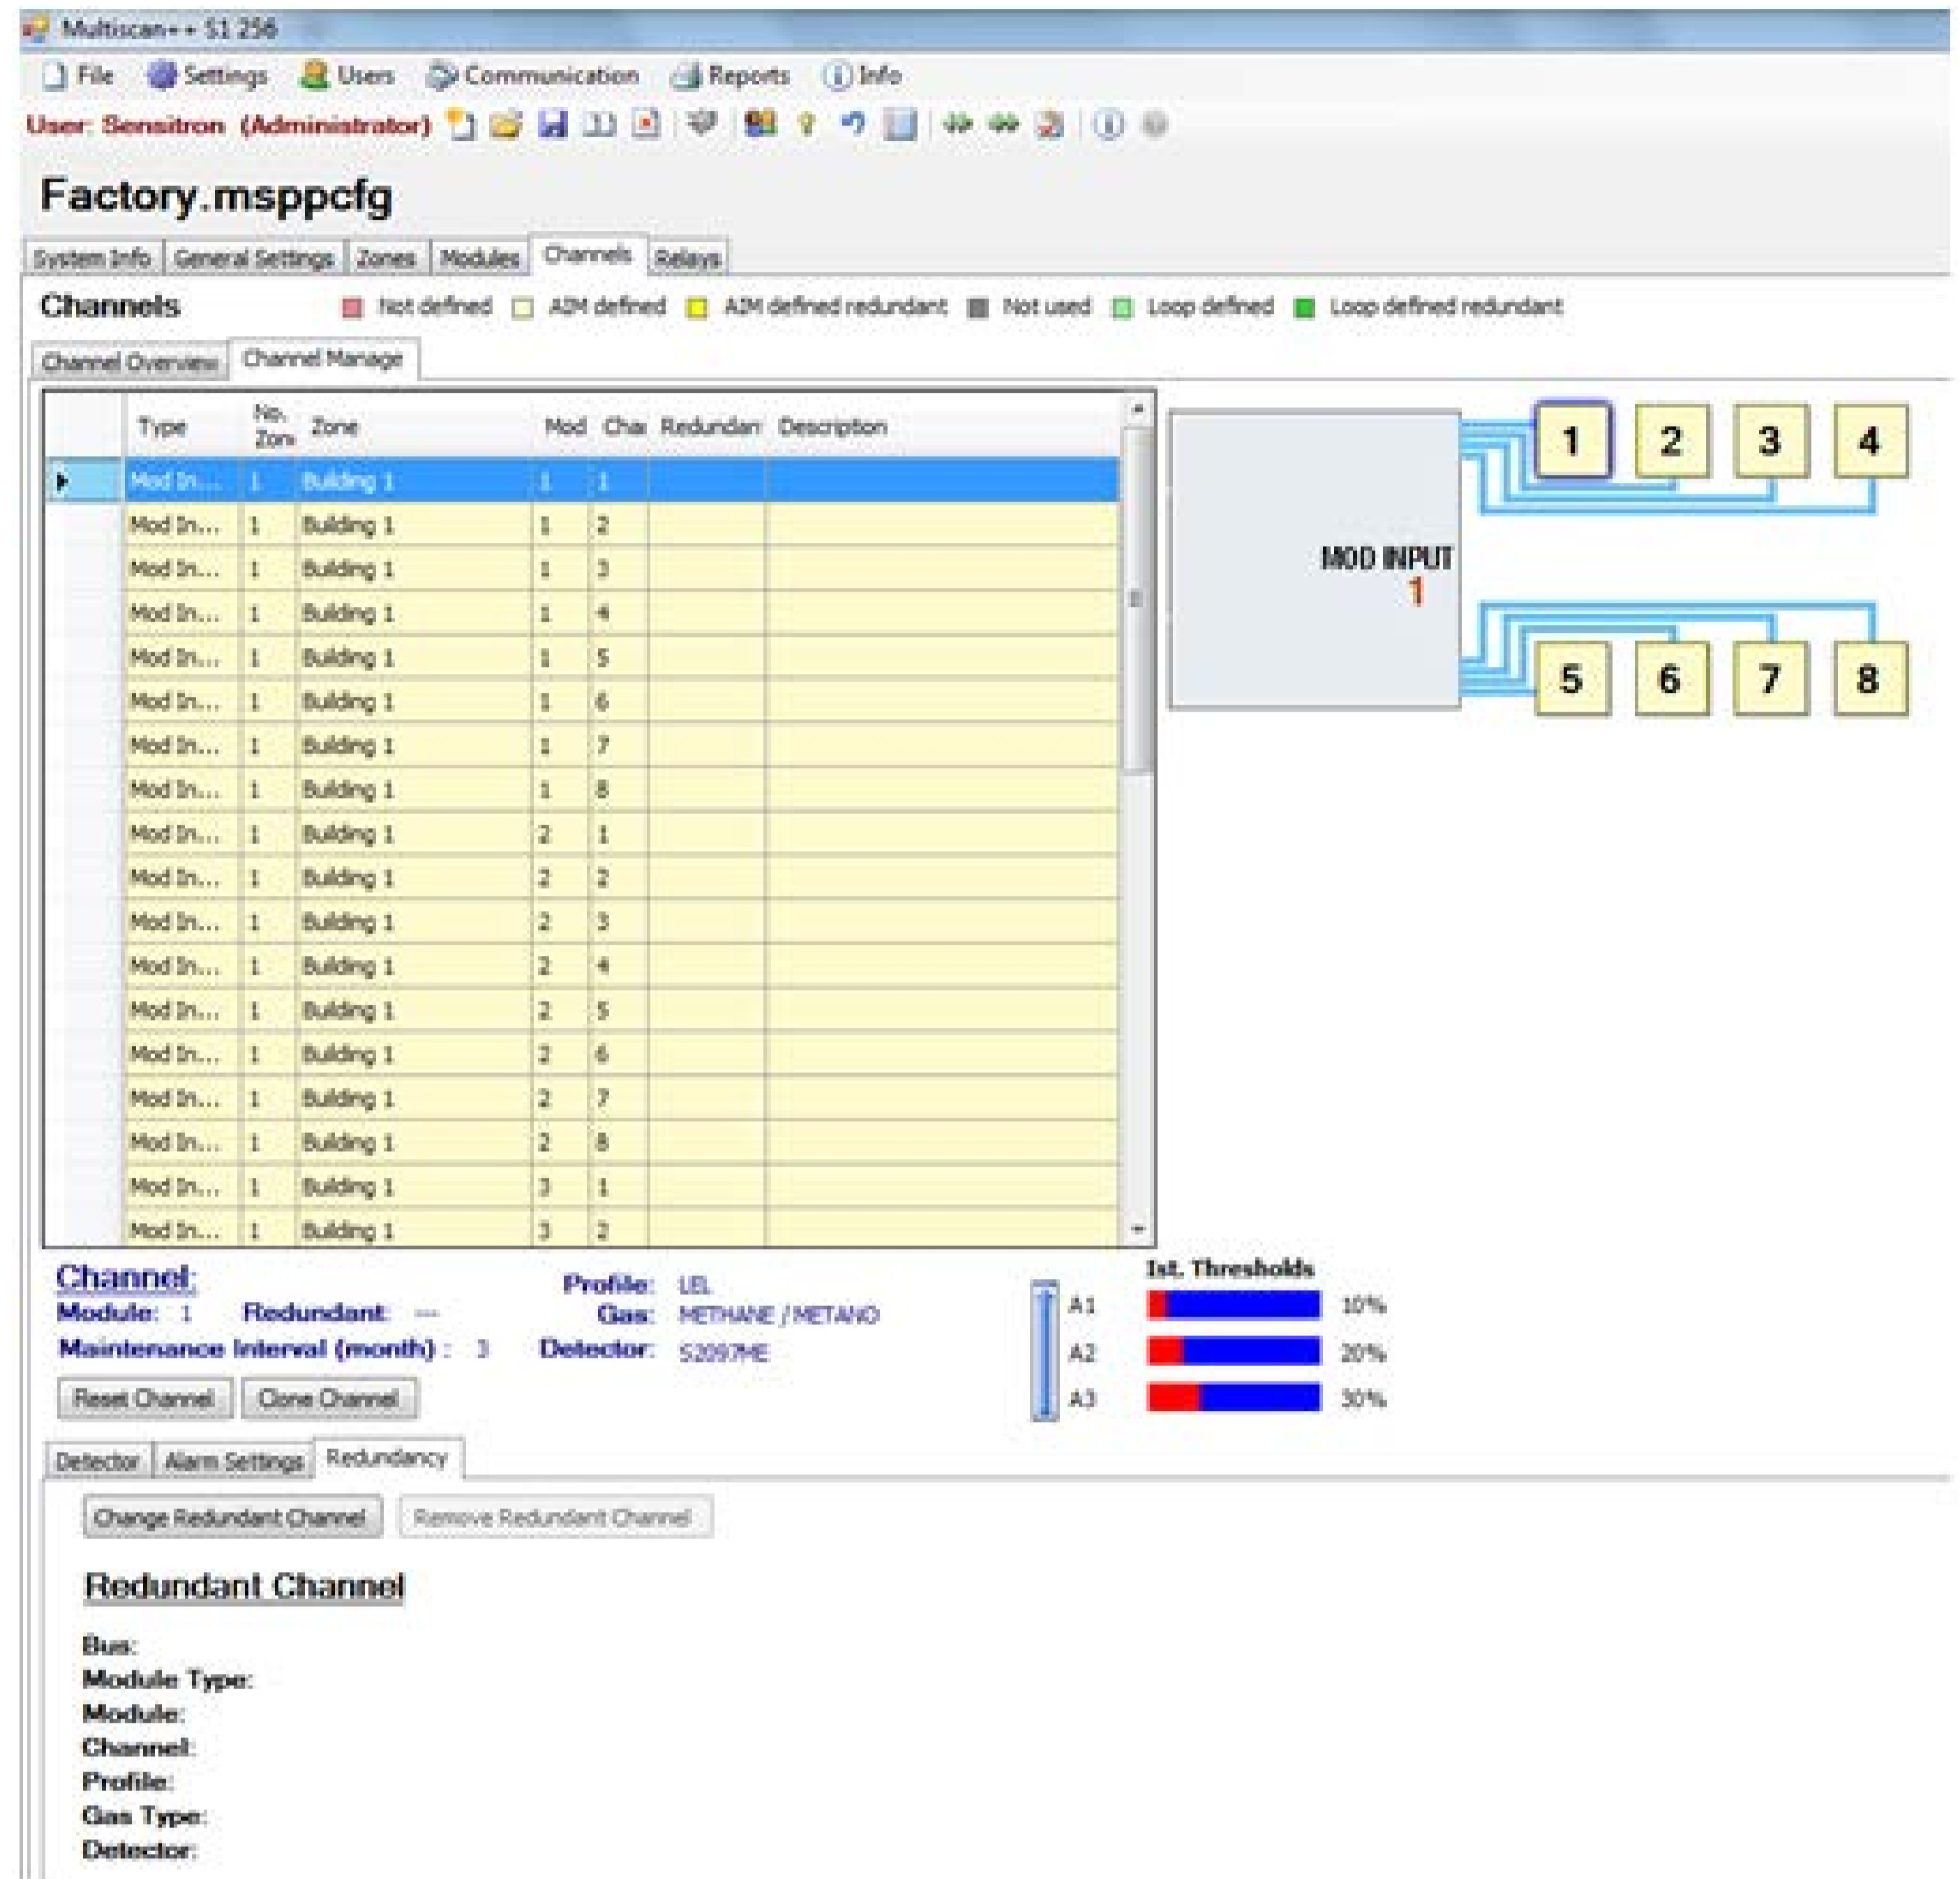 Multiscan++ S1 256
File Settings Users Communication Reports Info
User: Sensitron (Administrator)
Factory.msppcfg
System Info General Settings Zones Modules Channels Relays
Channels Not defined AIM defined AIM defined redundant Not used Loop defined Loop defined redundant
Channel Overview Channel Manage
Type No. Zone Zone Mod Cha Redundan Description
Mod In... 1 Building 1 1 1
Mod In... 1 Building 1 1 2
Mod In... 1 Building 1 1 3
Mod In... 1 Building 1 1 4
Mod In... 1 Building 1 1 5
Mod In... 1 Building 1 1 6
Mod In... 1 Building 1 1 7
Mod In... 1 Building 1 1 8
Mod In... 1 Building 1 2 1
Mod In... 1 Building 1 2 2
Mod In... 1 Building 1 2 3
Mod In... 1 Building 1 2 4
Mod In... 1 Building 1 2 5
Mod In... 1 Building 1 2 6
Mod In... 1 Building 1 2 7
Mod In... 1 Building 1 2 8
Mod In... 1 Building 1 3 1
Mod In... 1 Building 1 3 2
1 2 3 4
MOD INPUT
1
5 6 7 8
Channel:
Module: 1 Redundant: ---
Maintenance Interval (month) : 3
Profile: LEL
Gas: METHANE / METANO
Detector: S2097ME
Reset Channel Clone Channel
Ist. Thresholds
A1 10%
A2 20%
A3 30%
Detector Alarm Settings Redundancy
Change Redundant Channel Remove Redundant Channel
Redundant Channel
Bus:
Module Type:
Module:
Channel:
Profile:
Gas Type:
Detector: